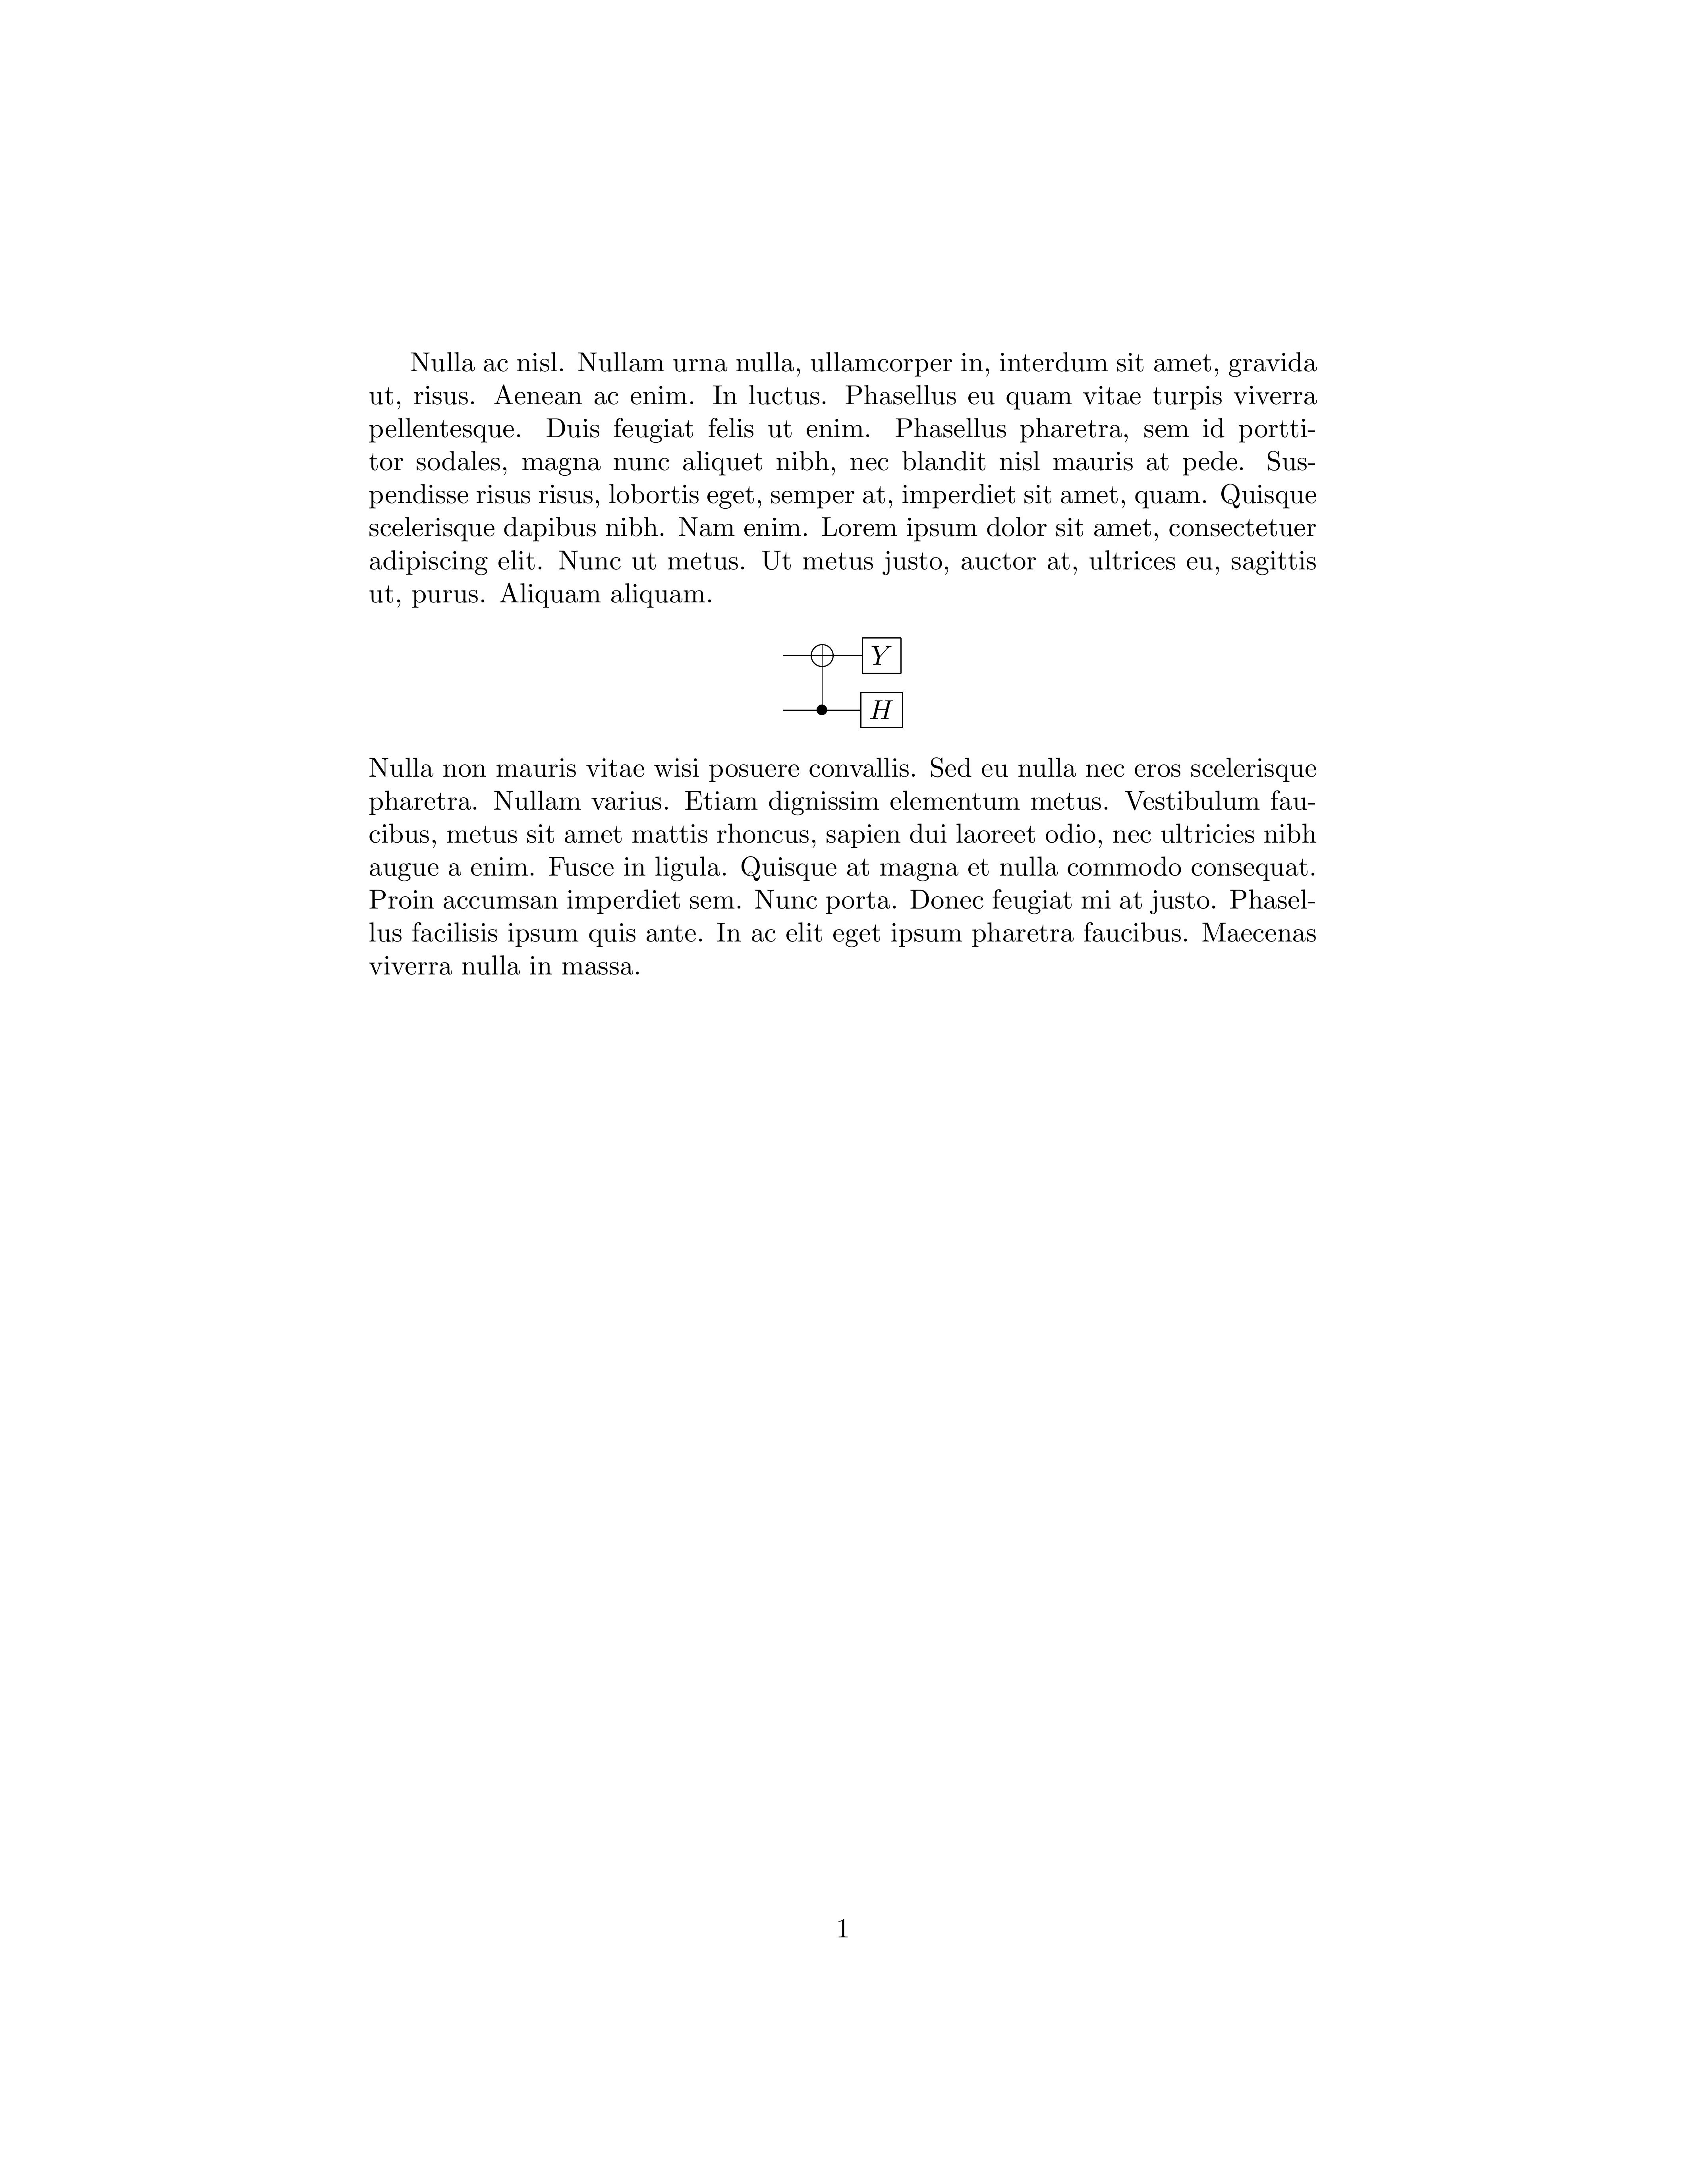 Nulla ac nisl. Nullam urna nulla, ullamcorper in, interdum sit amet, gravida
ut, risus. Aenean ac enim. In luctus. Phasellus eu quam vitae turpis viverra
pellentesque. Duis feugiat felis ut enim. Phasellus pharetra, sem id portti-
tor sodales, magna nunc aliquet nibh, nec blandit nisl mauris at pede. Sus-
pendisse risus risus, lobortis eget, semper at, imperdiet sit amet, quam. Quisque
scelerisque dapibus nibh. Nam enim. Lorem ipsum dolor sit amet, consectetuer
adipiscing elit. Nunc ut metus. Ut metus justo, auctor at, ultrices eu, sagittis
ut, purus. Aliquam aliquam.
Y
H
Nulla non mauris vitae wisi posuere convallis. Sed eu nulla nec eros scelerisque
pharetra. Nullam varius. Etiam dignissim elementum metus. Vestibulum fau-
cibus, metus sit amet mattis rhoncus, sapien dui laoreet odio, nec ultricies nibh
augue a enim. Fusce in ligula. Quisque at magna et nulla commodo consequat.
Proin accumsan imperdiet sem. Nunc porta. Donec feugiat mi at justo. Phasel-
lus facilisis ipsum quis ante. In ac elit eget ipsum pharetra faucibus. Maecenas
viverra nulla in massa.
1